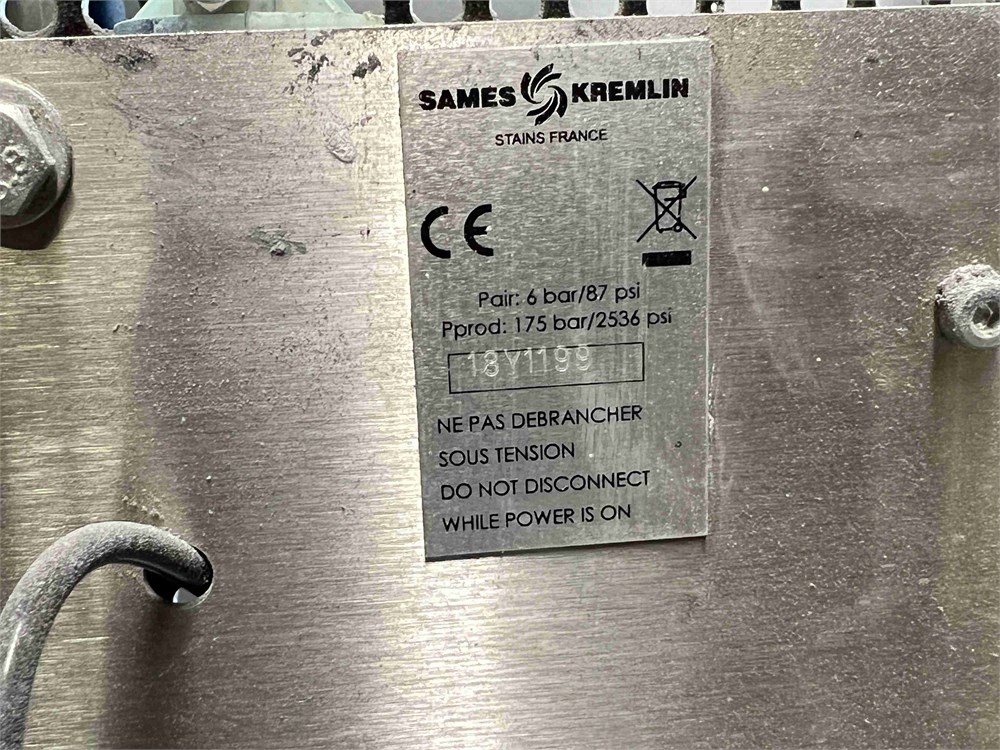 SAMES KREMLIN
STAINS FRANCE
CE
Pair: 6 bar/87 psi
Pprod: 175 bar/2536 psi
18Y1199
NE PAS DEBRANCHER
SOUS TENSION
DO NOT DISCONNECT
WHILE POWER IS ON